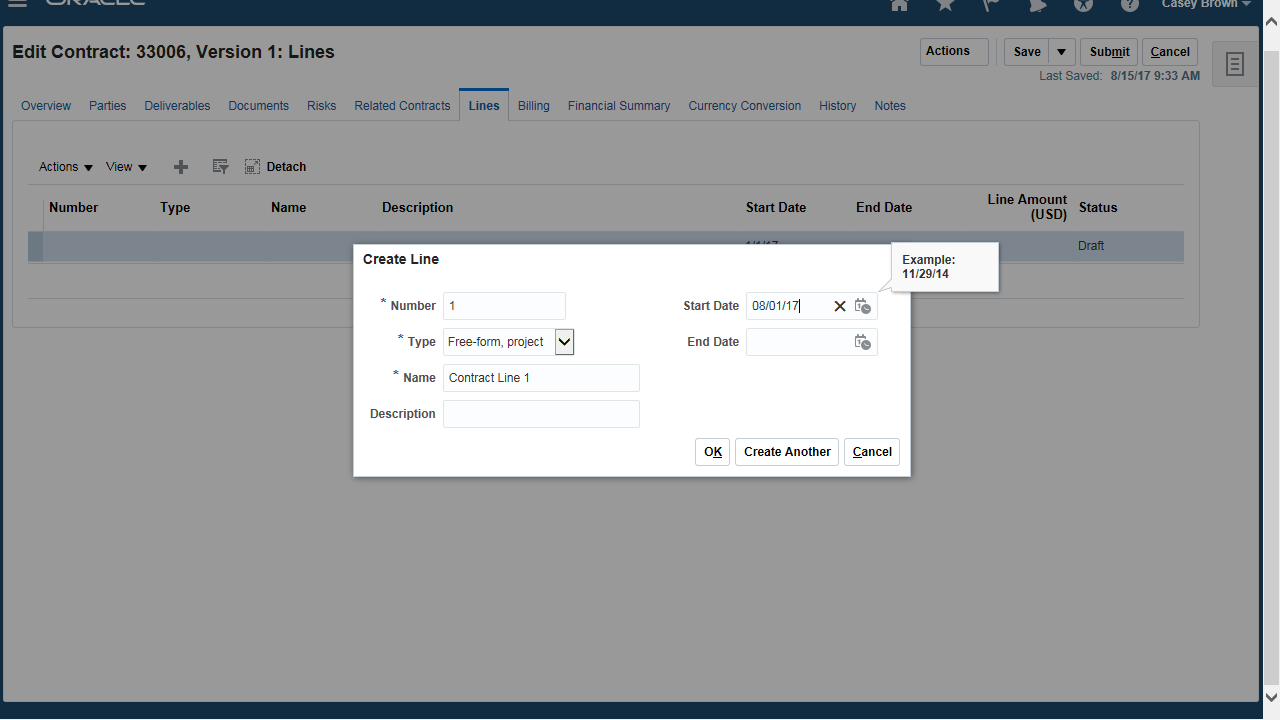 ORACLE
Casey Brown
Edit Contract: 33006, Version 1: Lines
Actions
Save
Submit
Cancel
Last Saved: 8/15/17 9:33 AM
Overview Parties Deliverables Documents Risks Related Contracts Lines Billing Financial Summary Currency Conversion History Notes
Actions View Detach
Number Type Name Description Start Date End Date Line Amount (USD) Status
1/1/17 Draft
Create Line
Example:
11/29/14
* Number 1
Start Date 08/01/17
* Type Free-form, project
End Date
* Name Contract Line 1
Description
OK Create Another Cancel